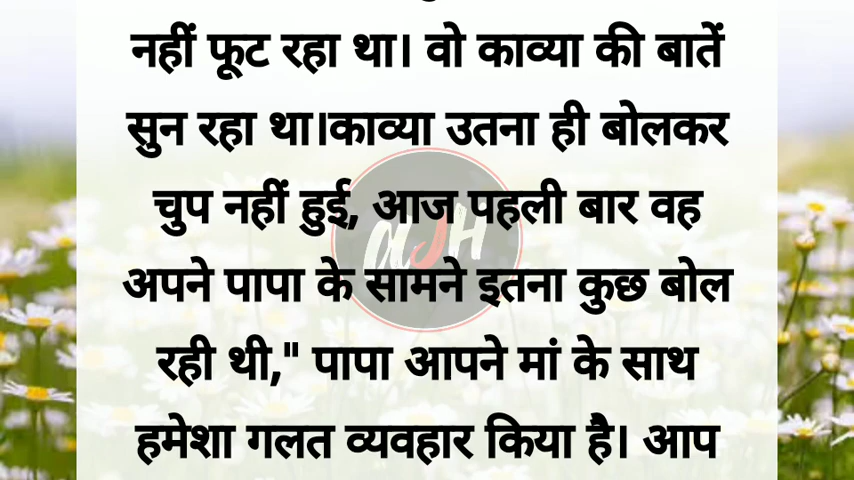 नहीं फूट रहा था। वो काव्या की बातें
सुन रहा था।काव्या उतना ही बोलकर
चुप नहीं हुई, आज पहली बार वह
अपने पापा के सामने इतना कुछ बोल
रही थी," पापा आपने मां के साथ
हमेशा गलत व्यवहार किया है। आप